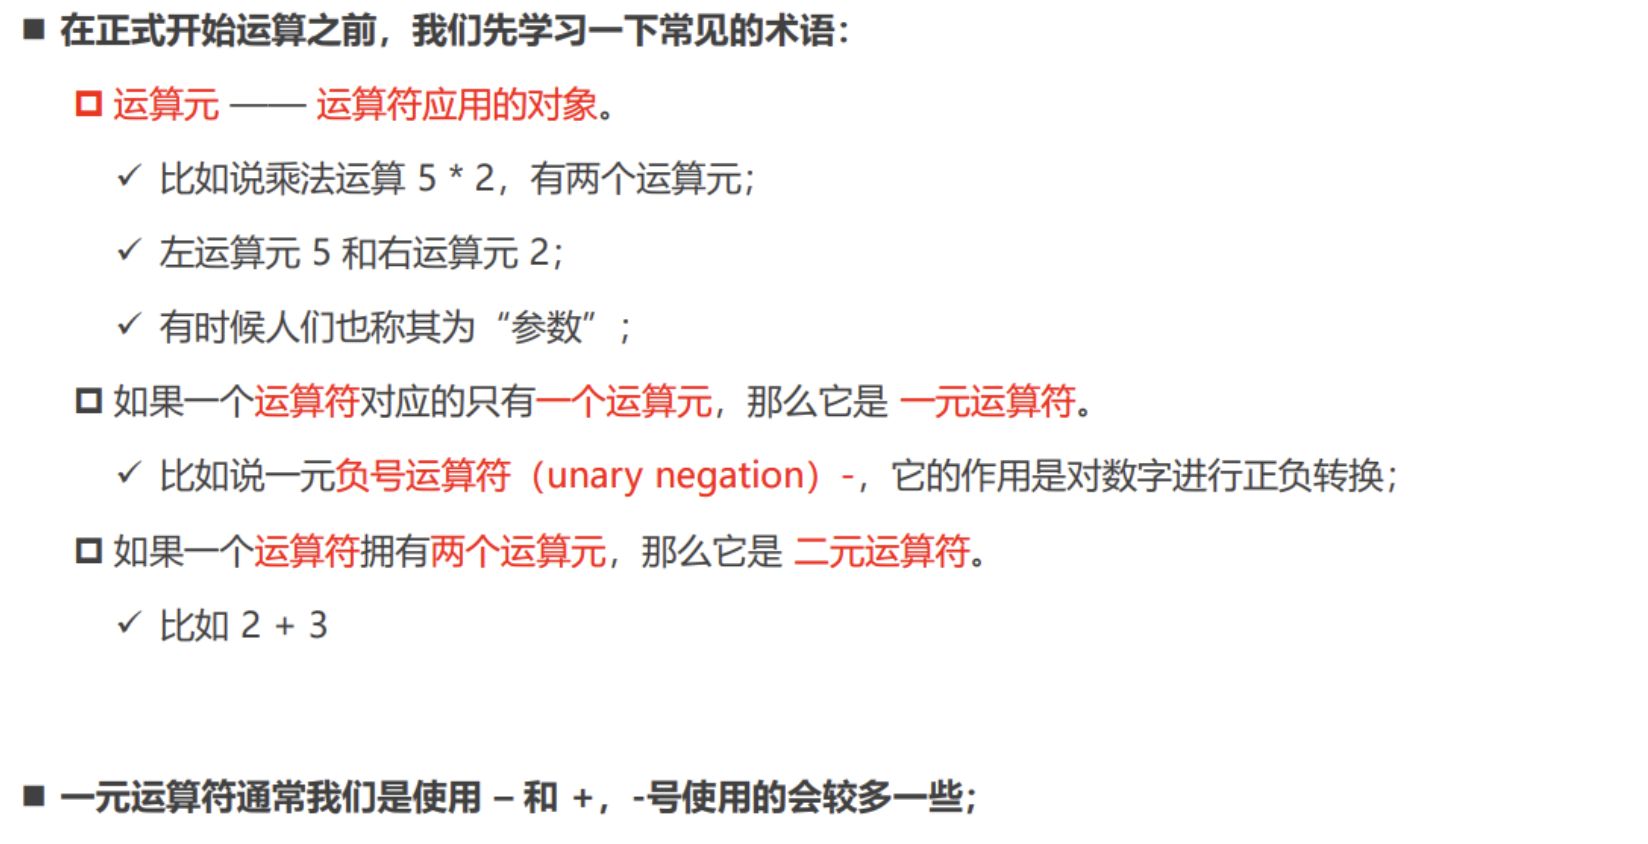 在正式开始运算之前，我们先学习一下常见的术语：
运算元 —— 运算符应用的对象。
比如说乘法运算 5 * 2，有两个运算元；
左运算元 5 和右运算元 2；
有时候人们也称其为“参数”；
如果一个运算符对应的只有一个运算元，那么它是 一元运算符。
比如说一元负号运算符（unary negation）-，它的作用是对数字进行正负转换；
如果一个运算符拥有两个运算元，那么它是 二元运算符。
比如 2 + 3
一元运算符通常我们是使用 – 和 +，-号使用的会较多一些；